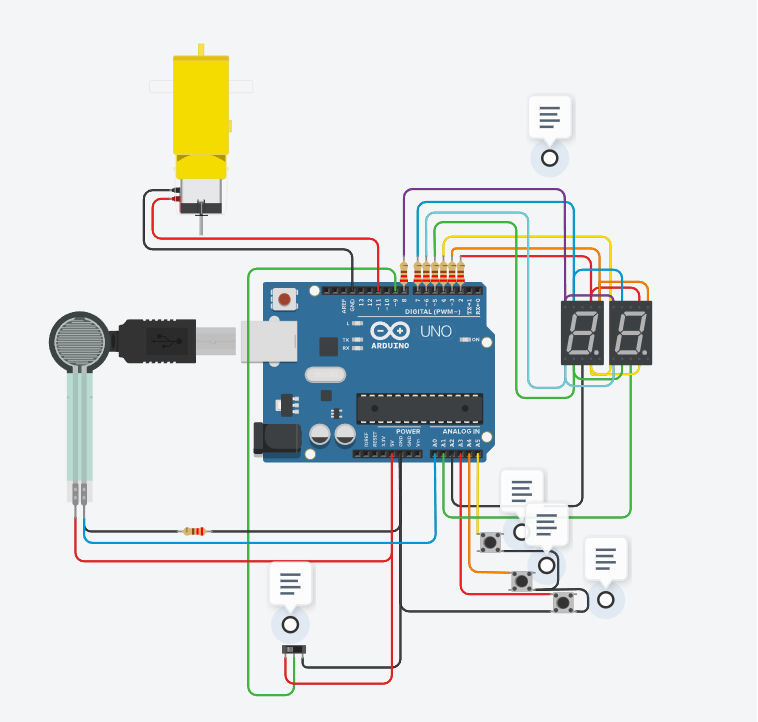 AREF
GND
13
12
~11
~10
~9
8
7
~6
~5
4
~3
2
TX→1
RX←0
DIGITAL (PWM~)
L
TX
RX
UNO
ARDUINO
ON
POWER
ANALOG IN
IOREF
RESET
3.3V
5V
GND
GND
Vin
A0
A1
A2
A3
A4
A5